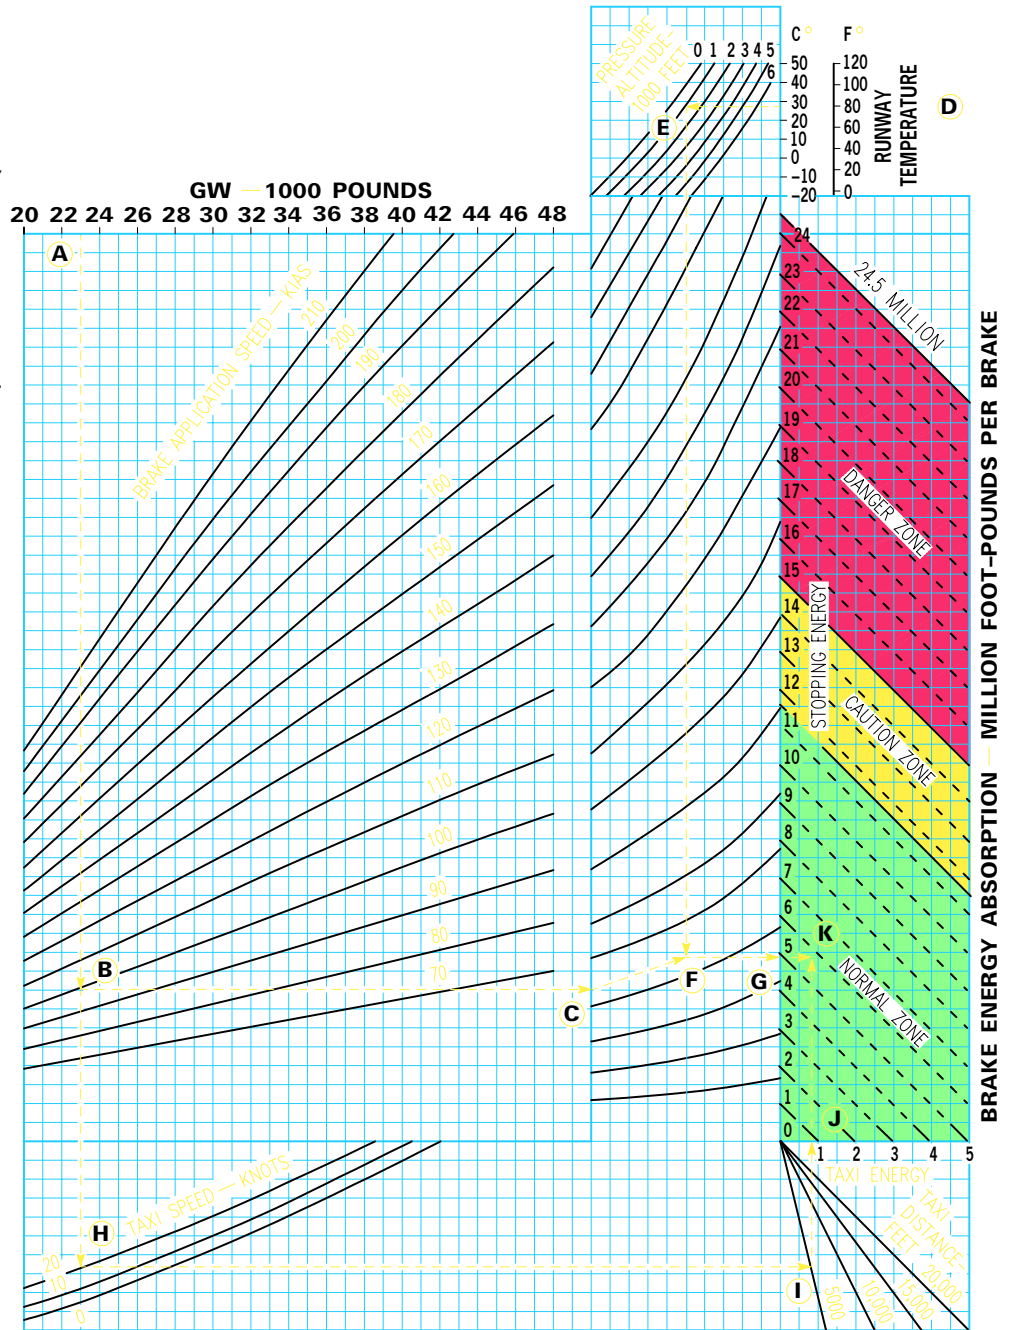 PRESSURE
ALTITUDE–
1000 FEET
0 1 2 3 4 5
6
C° F°
50
40
30
20
10
0
–10
–20
120
100
80
60
40
20
0
RUNWAY
TEMPERATURE
D
E
GW — 1000 POUNDS
20 22 24 26 28 30 32 34 36 38 40 42 44 46 48
A
BRAKE APPLICATION SPEED — KIAS
210
200
190
180
170
160
150
140
130
120
110
100
90
80
70
B
C
F
G
K
J
24
23
22
21
20
19
18
17
16
15
14
13
12
11
10
9
8
7
6
5
4
3
2
1
0
24.5 MILLION
DANGER ZONE
STOPPING ENERGY
CAUTION ZONE
NORMAL ZONE
BRAKE ENERGY ABSORPTION — MILLION FOOT–POUNDS PER BRAKE
1 2 3 4 5
TAXI ENERGY
TAXI
DISTANCE–
FEET
5000
10,000
15,000
20,000
H
TAXI SPEED — KNOTS
20
10
0
I